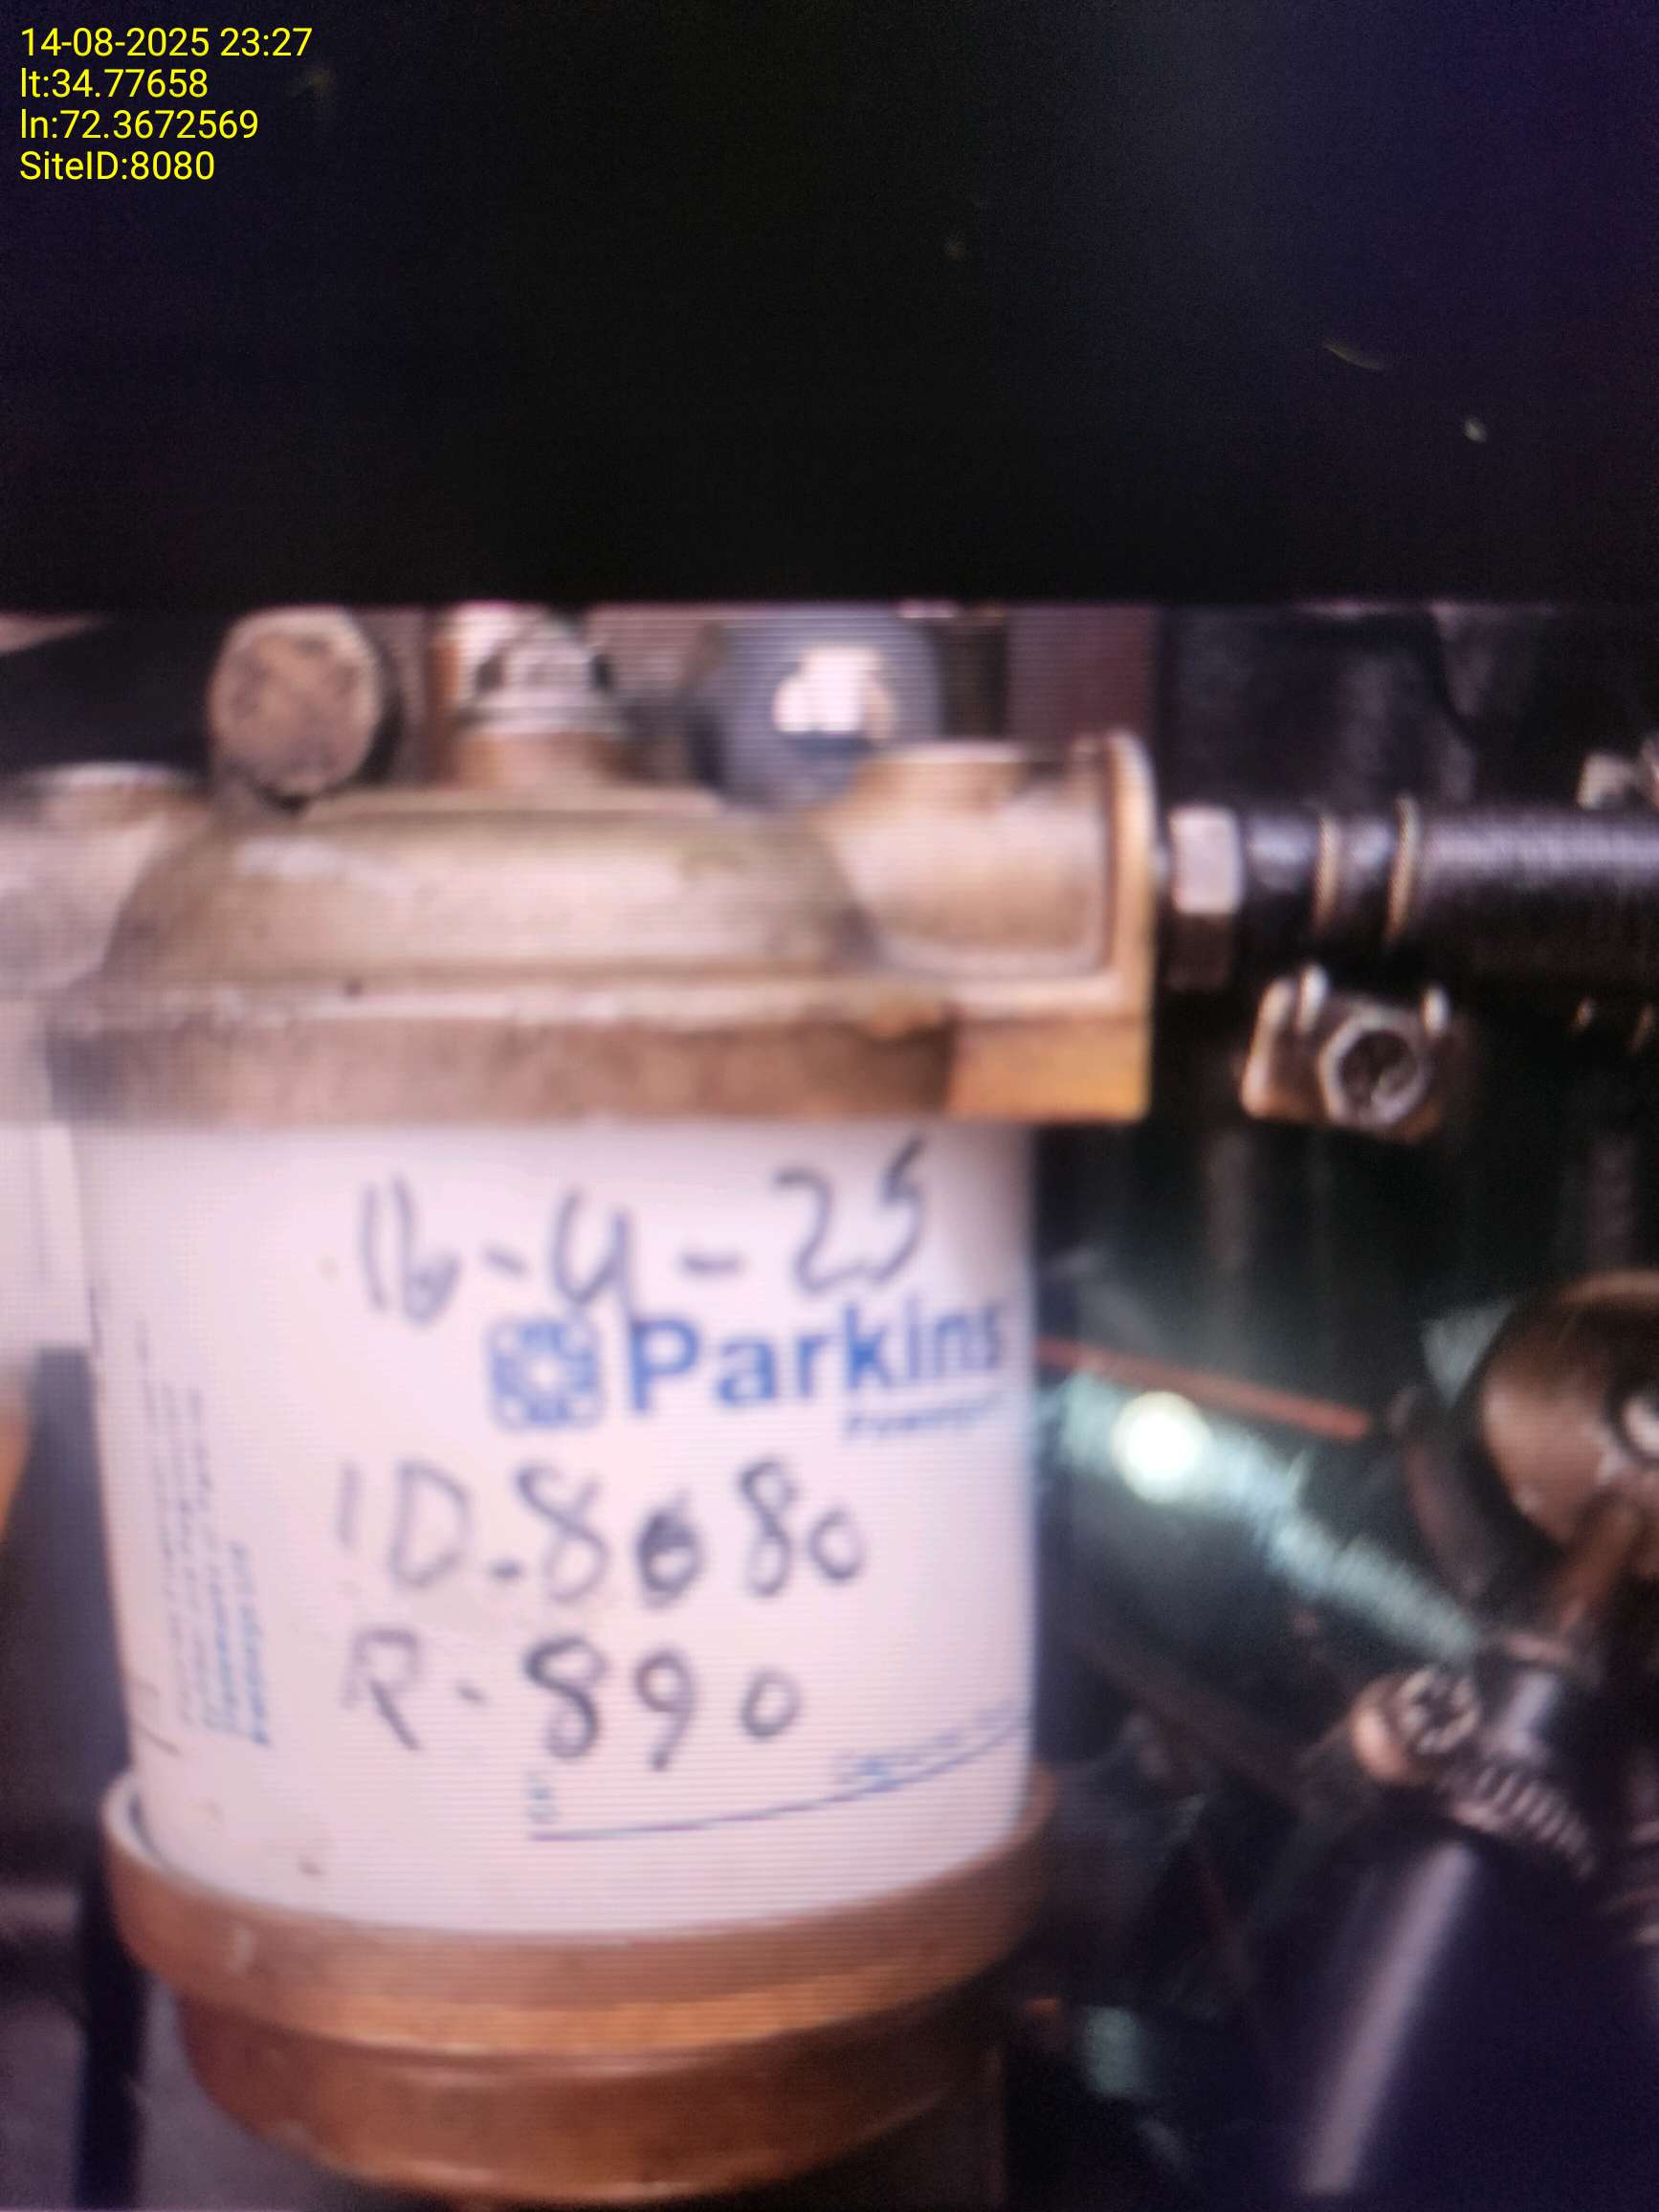 14-08-2025 23:27
lt:34.77658
ln:72.3672569
SiteID:8080
16-4-25
Parkins
ID.8080
R-890